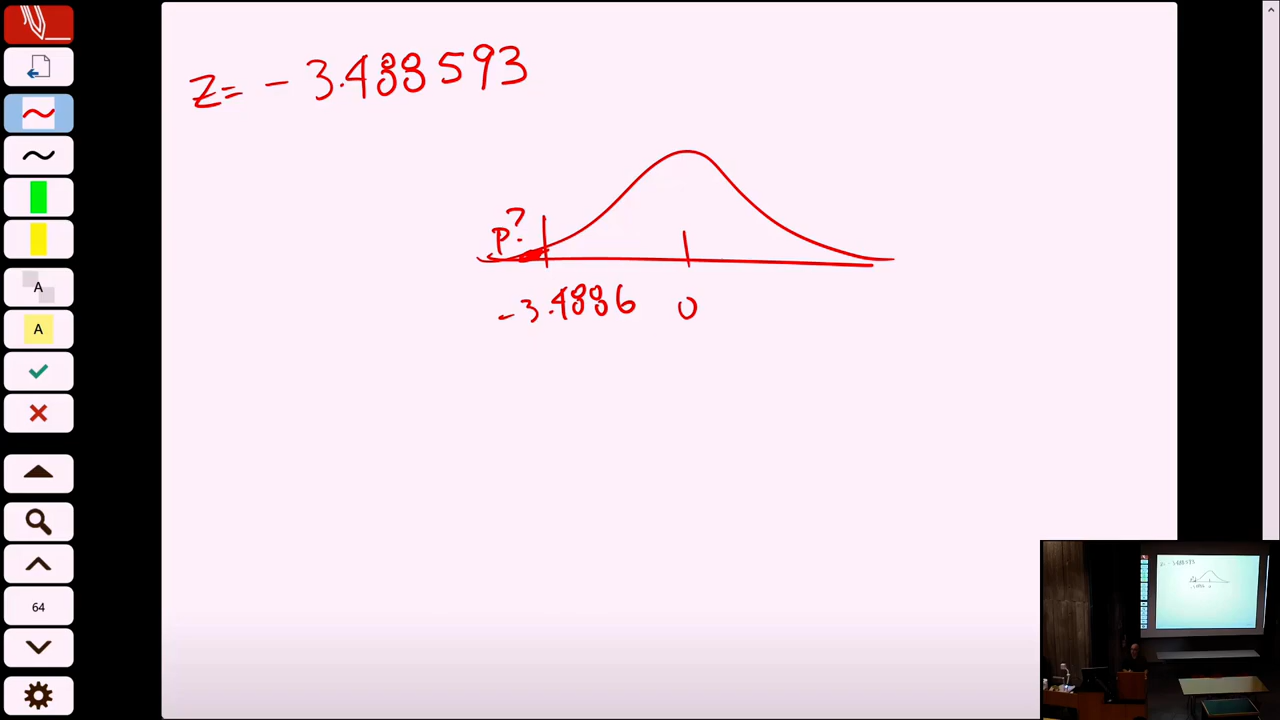 z = - 3.488593
p?
-3.4886 0
A
A
64